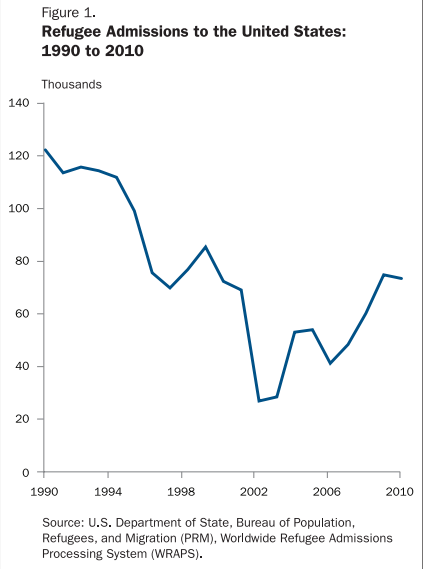 Figure 1.
Refugee Admissions to the United States:
1990 to 2010
Thousands
140
120
100
80
60
40
20
0
1990 1994 1998 2002 2006 2010
Source: U.S. Department of State, Bureau of Population,
Refugees, and Migration (PRM), Worldwide Refugee Admissions
Processing System (WRAPS).